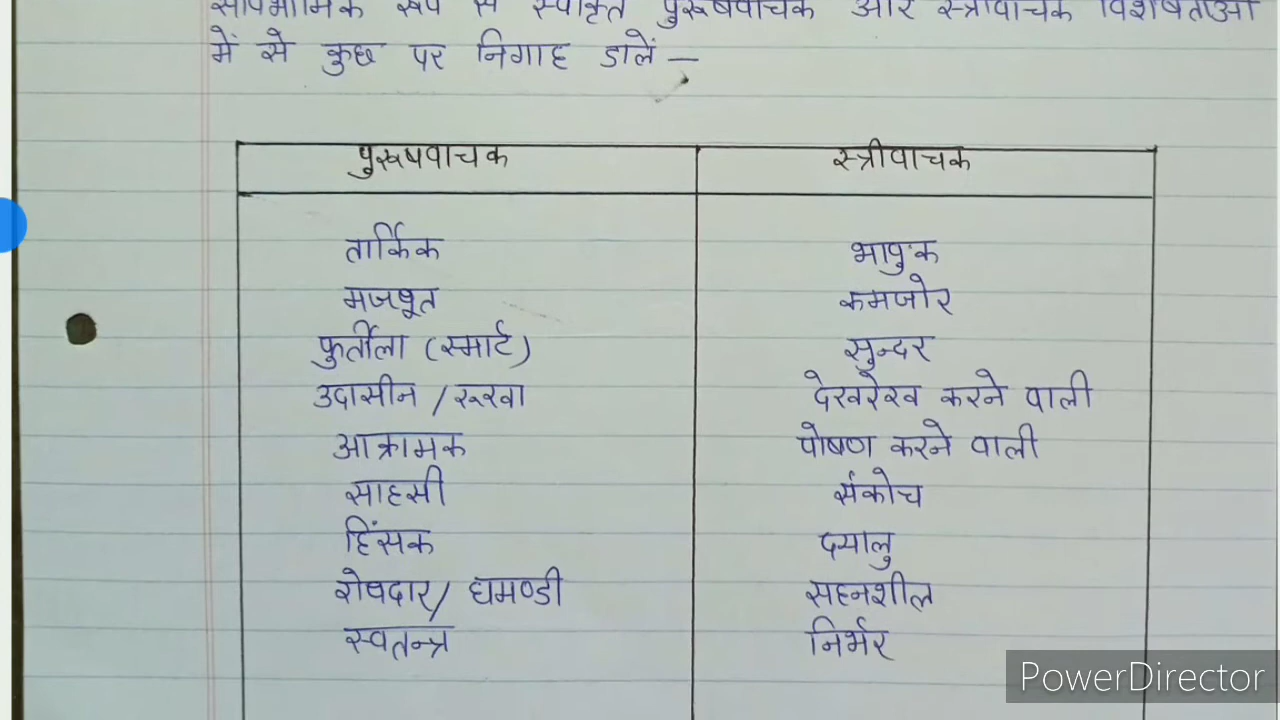 सार्वभौमिक रूप से स्वीकृत पुरूषवाचक और स्त्रीवाचक विशेषताओं
में से कुछ पर निगाह डालें —
पुरूषवाचक स्त्रीवाचक
तार्किक भावुक
मजबूत कमजोर
फुर्तीला (स्मार्ट) सुन्दर
उदासीन / रूखा देखरेख करने वाली
आक्रामक पोषण करने वाली
साहसी संकोच
हिंसक दयालु
रोबदार/ घमण्डी सहनशील
स्वतन्त्र निर्भर
PowerDirector